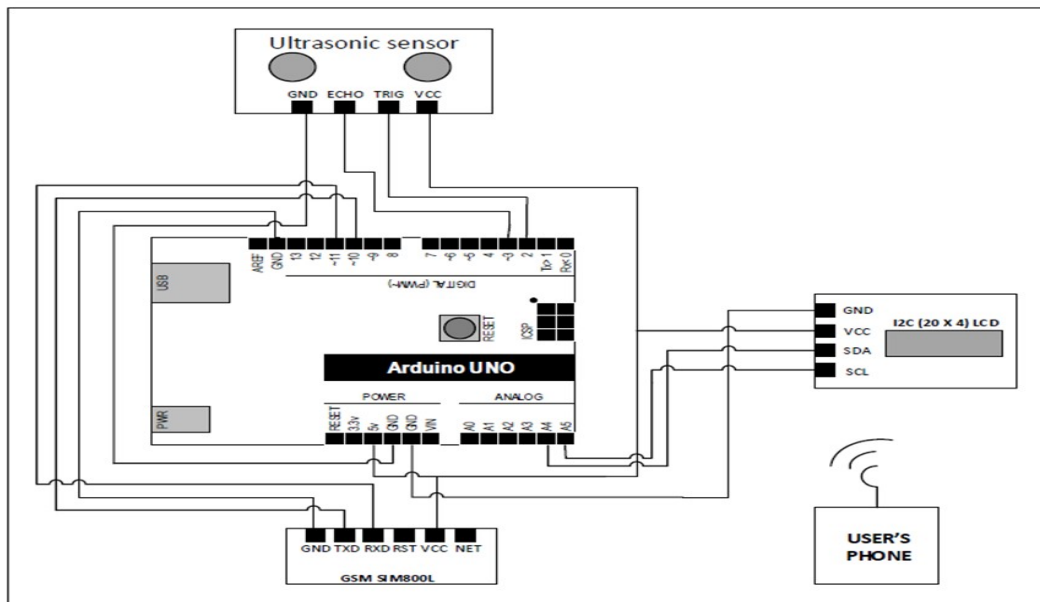 Ultrasonic sensor
GND ECHO TRIG VCC
AREF GND 13 12 ~11 ~10 ~9 8 7 ~6 ~5 4 ~3 2 Tx>1 Rx<0
DIGITAL (PWM~)
USB
RESET
ICSP
Arduino UNO
POWER ANALOG
PWR
RESET 3.3v 5v GND GND VIN A0 A1 A2 A3 A4 A5
GND
VCC
SDA
SCL
I2C (20 X 4) LCD
GND TXD RXD RST VCC NET
GSM SIM800L
USER'S
PHONE